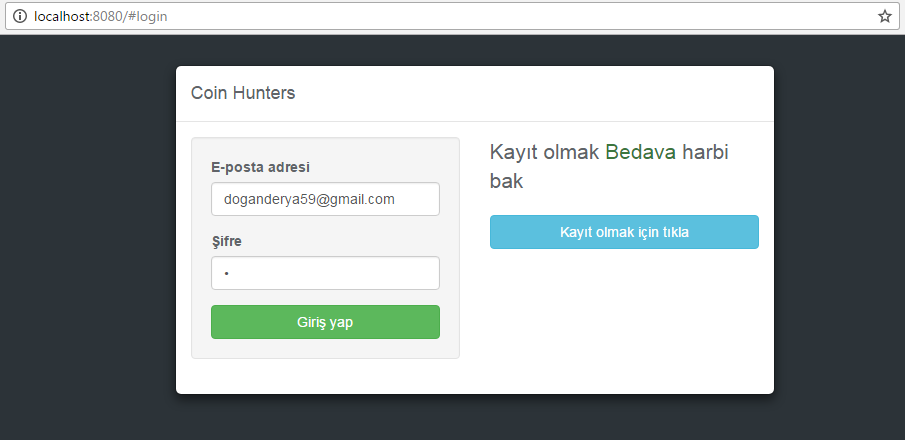 localhost:8080/#login
Coin Hunters
E-posta adresi
doganderya59@gmail.com
Şifre
•
Giriş yap
Kayıt olmak Bedava harbi
bak
Kayıt olmak için tıkla